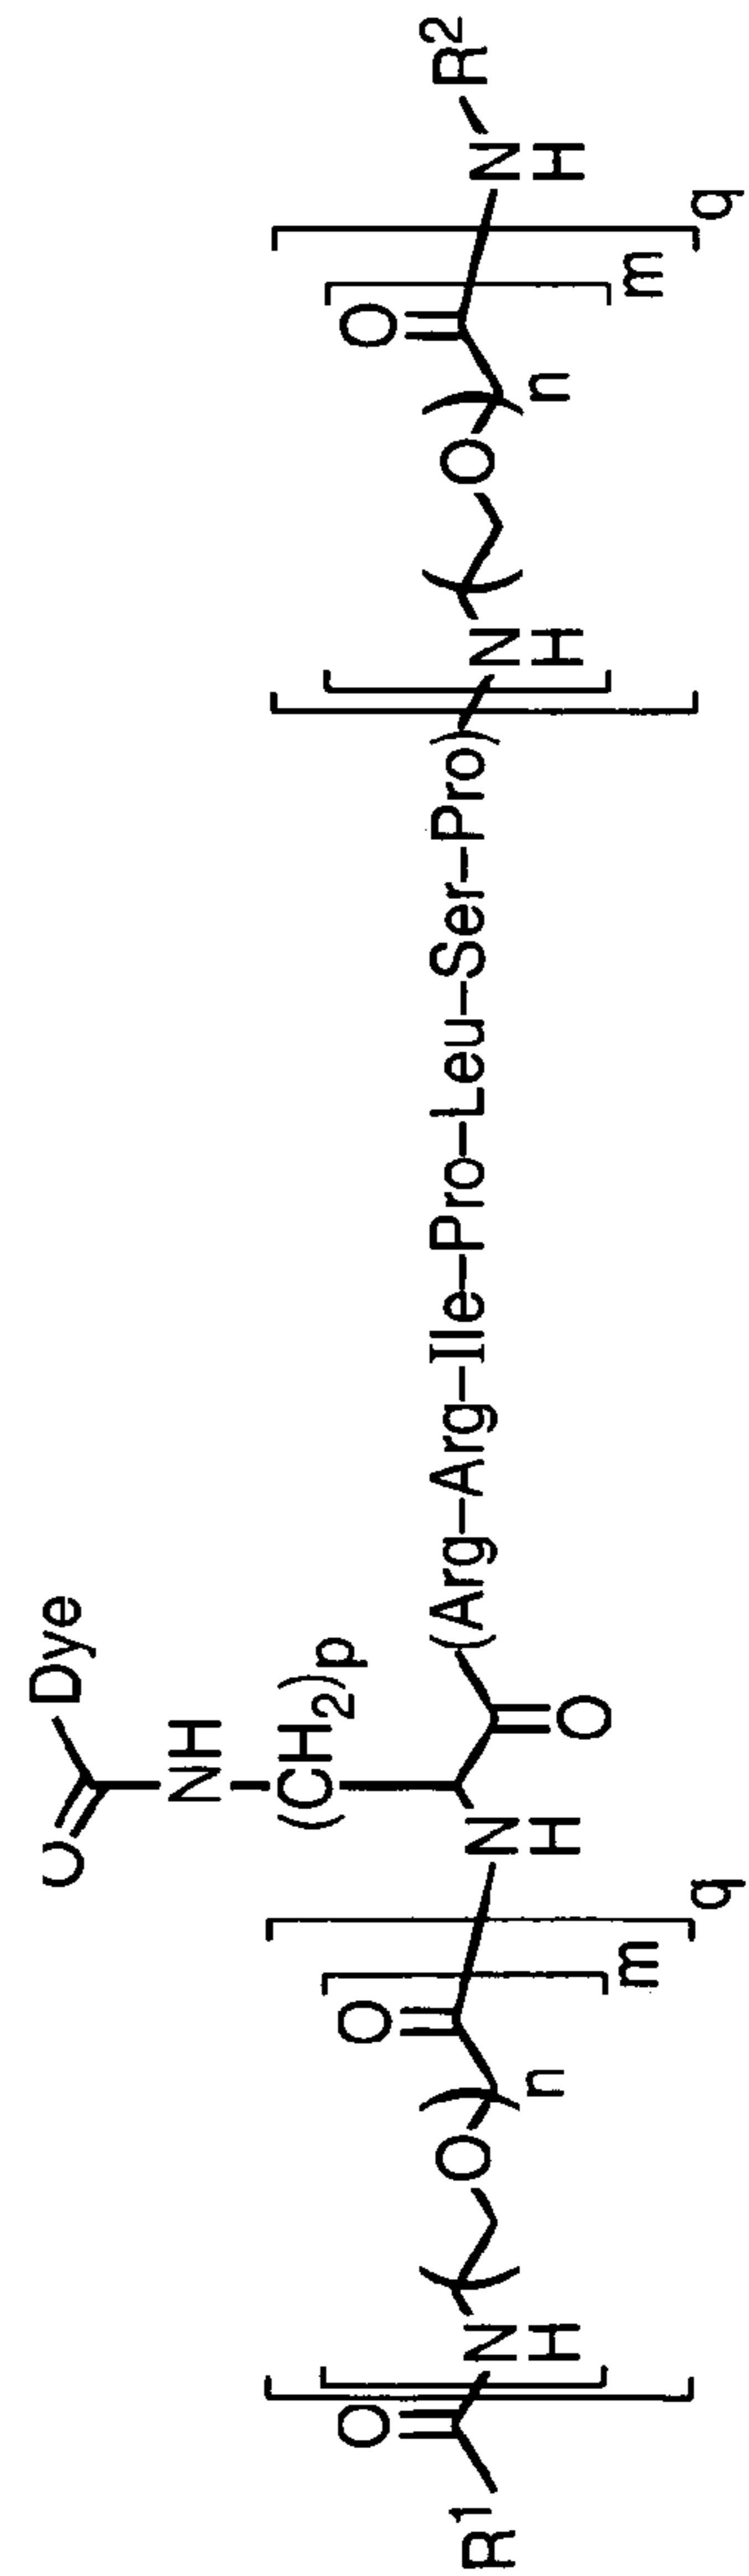 O Dye
NH
(CH₂)p
R¹ O [ [ N H ( O )n O ]m ]q N H O (Arg–Arg–Ile–Pro–Leu–Ser–Pro) [ [ N H ( O )n O ]m ]q N H R²